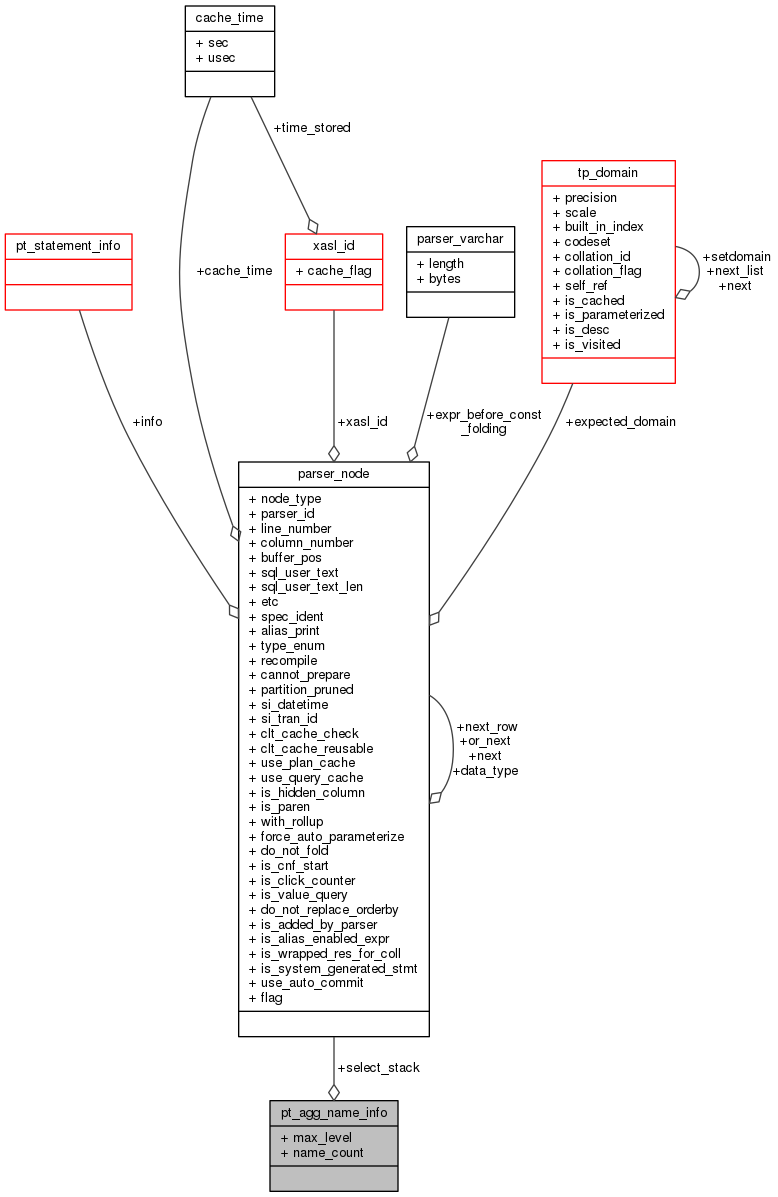 cache_time
+ sec
+ usec
+time_stored
tp_domain
+ precision
+ scale
+ built_in_index
+ codeset
+ collation_id
+ collation_flag
+ self_ref
+ is_cached
+ is_parameterized
+ is_desc
+ is_visited
+setdomain
+next_list
+next
pt_statement_info
xasl_id
+ cache_flag
parser_varchar
+ length
+ bytes
+cache_time
+info
+xasl_id
+expr_before_const
_folding
+expected_domain
parser_node
+ node_type
+ parser_id
+ line_number
+ column_number
+ buffer_pos
+ sql_user_text
+ sql_user_text_len
+ etc
+ spec_ident
+ alias_print
+ type_enum
+ recompile
+ cannot_prepare
+ partition_pruned
+ si_datetime
+ si_tran_id
+ clt_cache_check
+ clt_cache_reusable
+ use_plan_cache
+ use_query_cache
+ is_hidden_column
+ is_paren
+ with_rollup
+ force_auto_parameterize
+ do_not_fold
+ is_cnf_start
+ is_click_counter
+ is_value_query
+ do_not_replace_orderby
+ is_added_by_parser
+ is_alias_enabled_expr
+ is_wrapped_res_for_coll
+ is_system_generated_stmt
+ use_auto_commit
+ flag
+next_row
+or_next
+next
+data_type
+select_stack
pt_agg_name_info
+ max_level
+ name_count